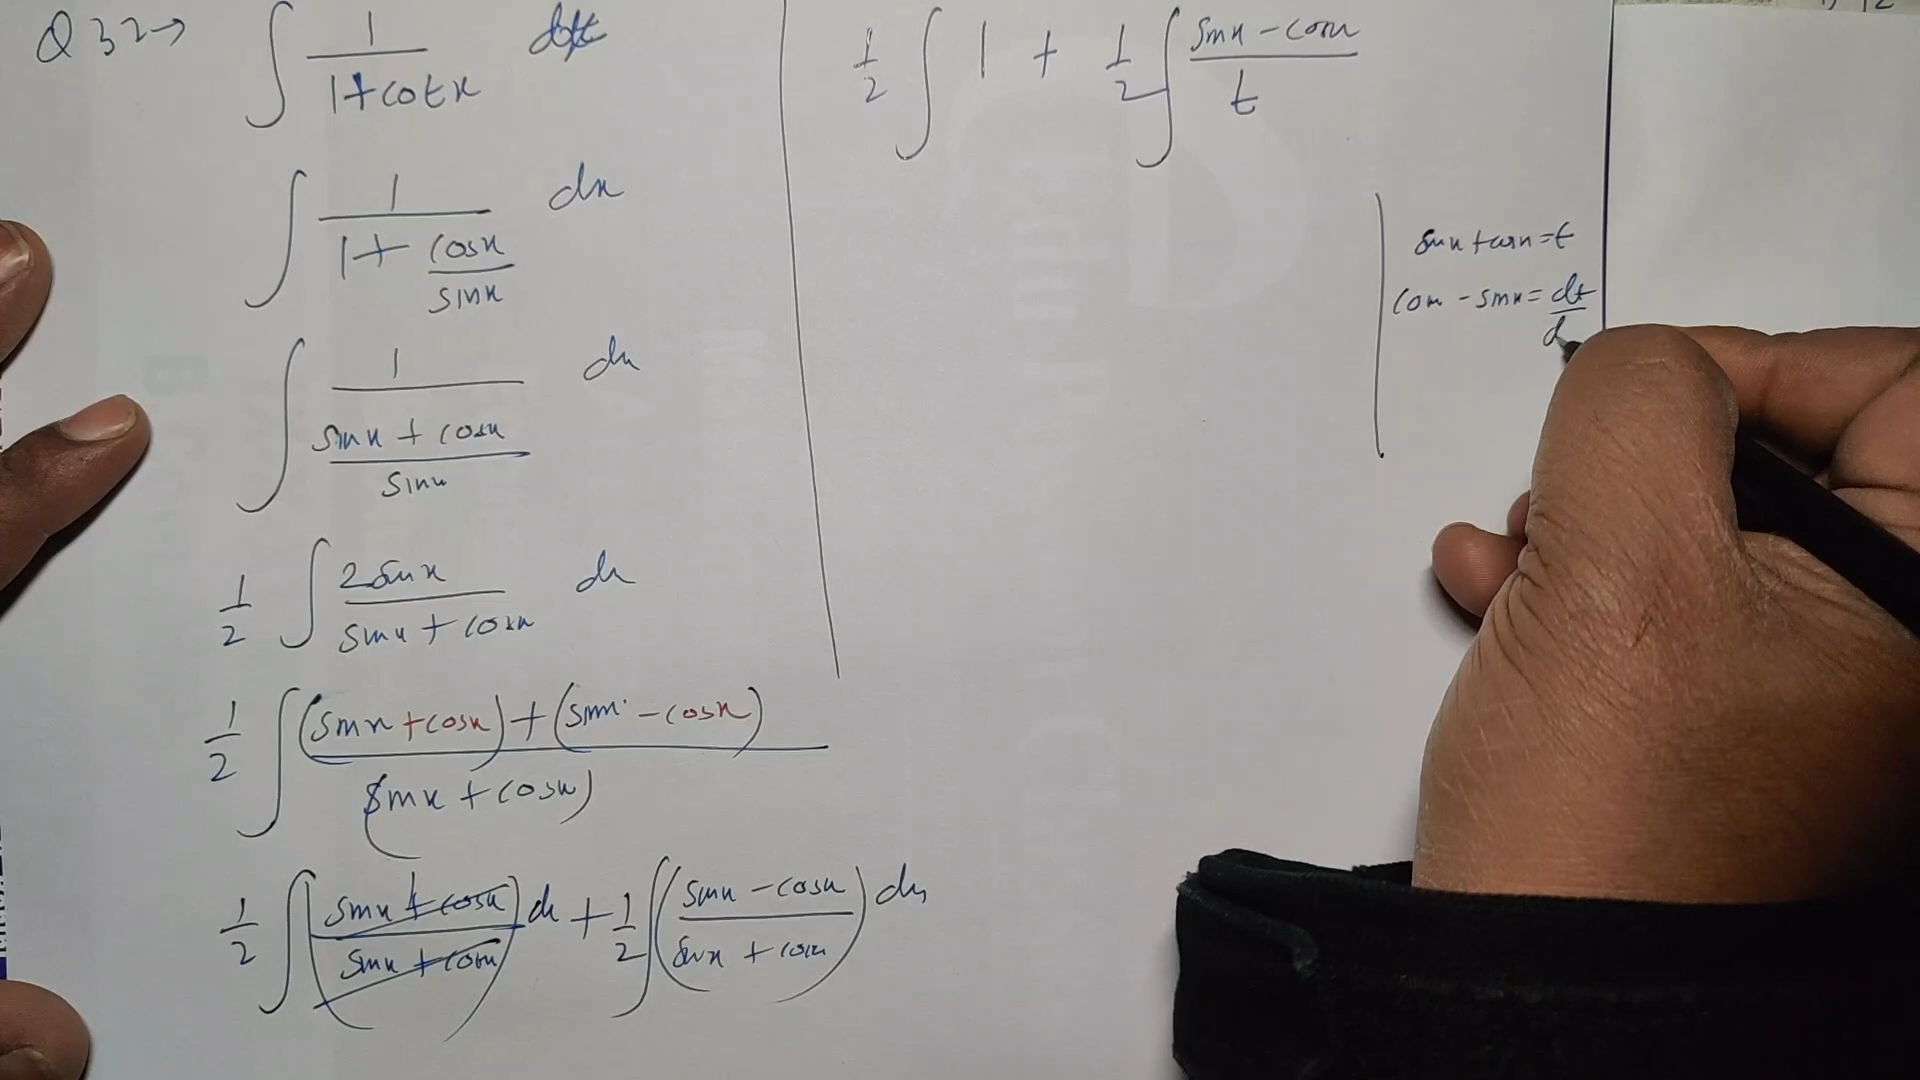 Q 32→ ∫ 1/(1+cotx) dx
∫ 1/(1 + cosx/sinx) dx
∫ 1/((sinx + cosx)/sinx) dx
1/2 ∫ 2sinx/(sinx + cosx) dx
1/2 ∫ ((sinx + cosx) + (sinx - cosx))/(sinx + cosx)
1/2 ∫ ((sinx + cosx)/(sinx + cosx)) dx + 1/2 ∫ ((sinx - cosx)/(sinx + cosx)) dx
1/2 ∫ 1 + 1/2 ∫ (sinx - cosx)/t
sinx + cosx = t
cosx - sinx = dt/d